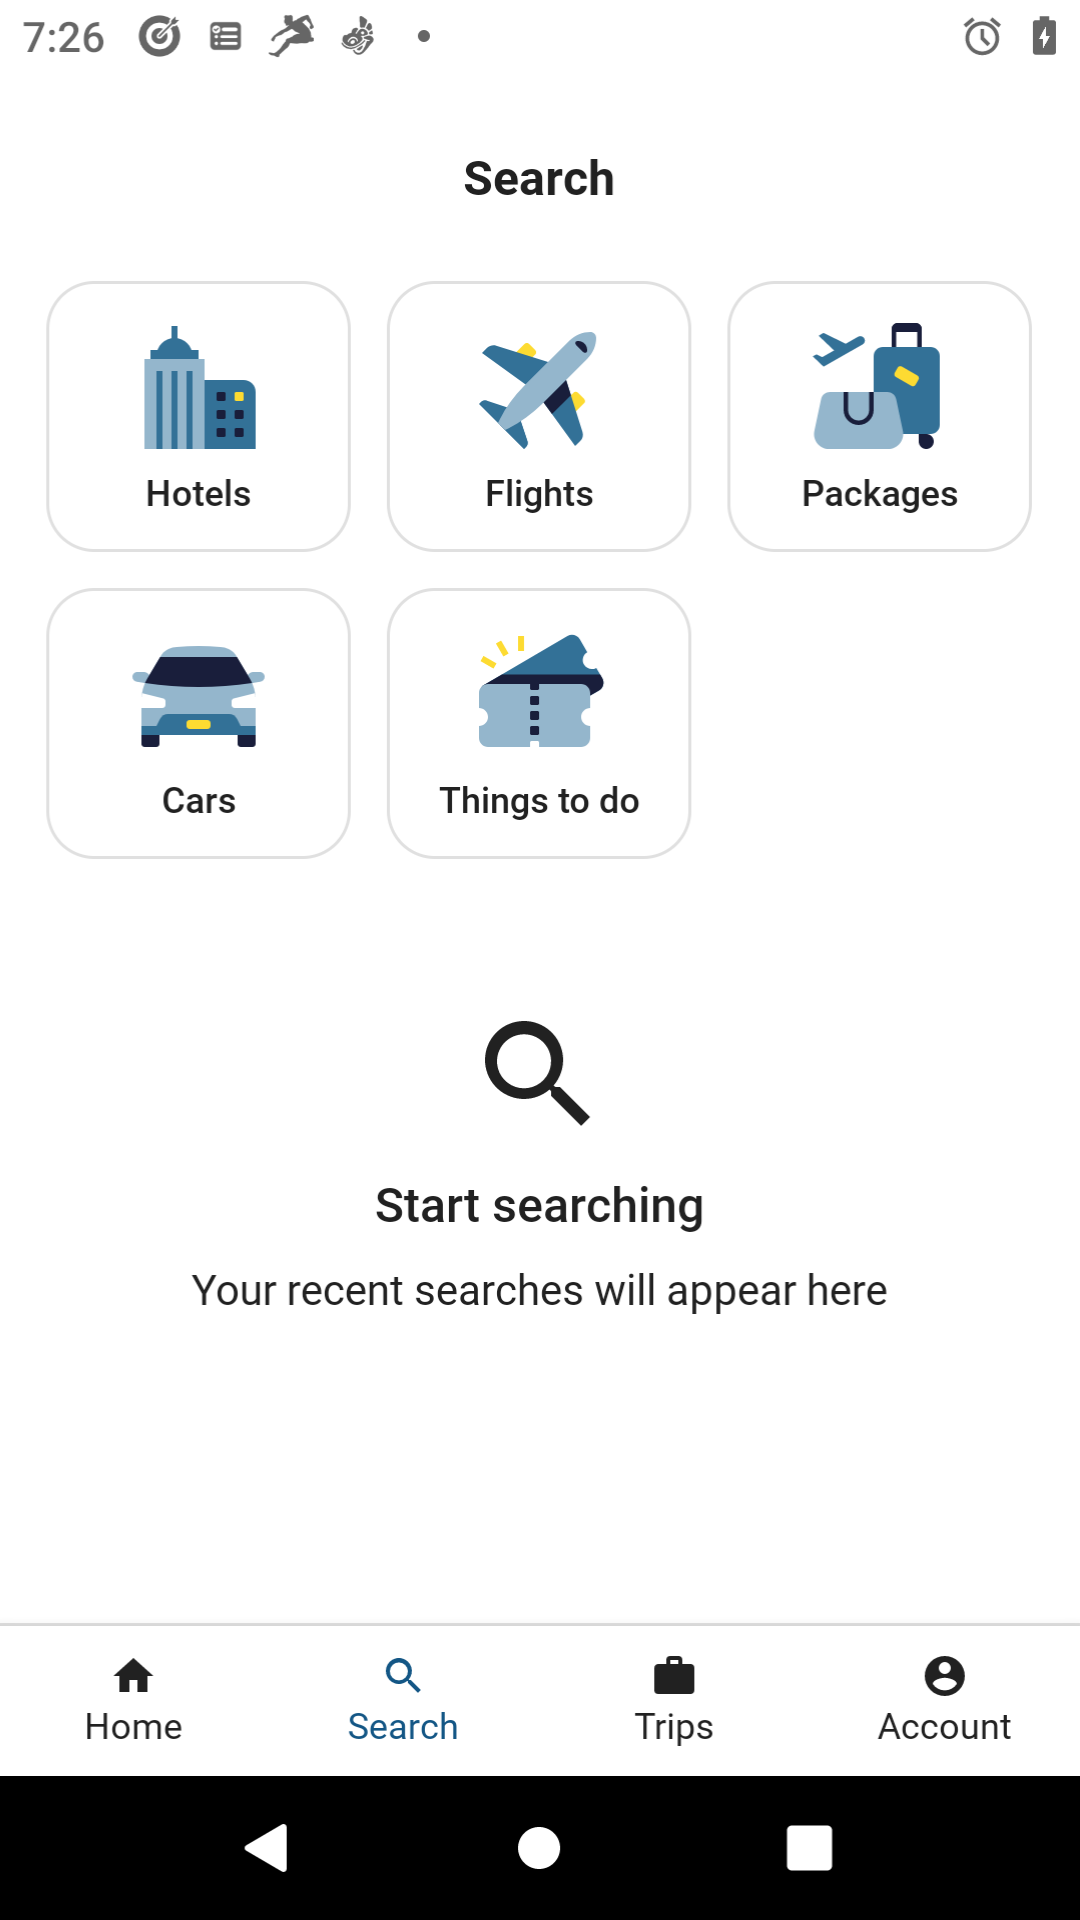 7:26
Search
Hotels
Flights
Packages
Cars
Things to do
Start searching
Your recent searches will appear here
Home
Search
Trips
Account